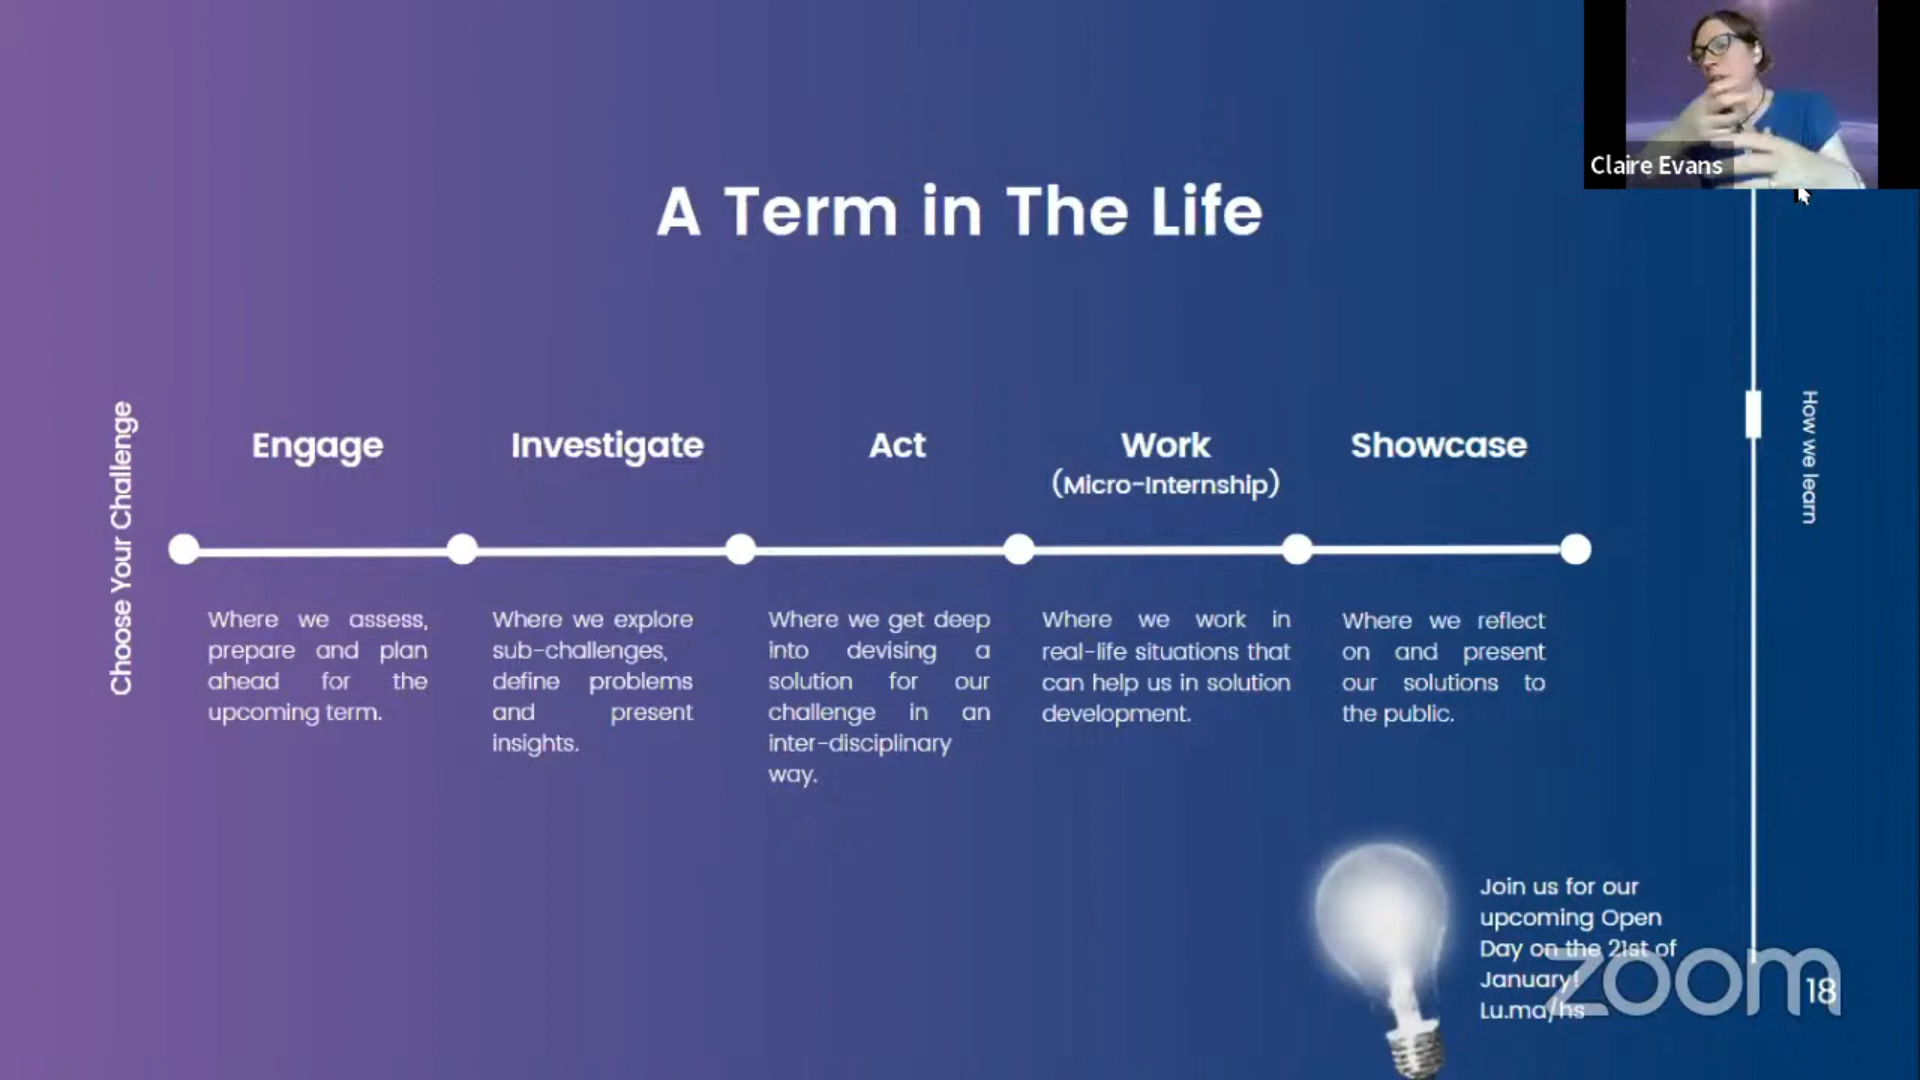 Claire Evans
A Term in The Life
Choose Your Challenge
Engage
Where we assess,
prepare and plan
ahead for the
upcoming term.
Investigate
Where we explore
sub-challenges,
define problems
and present
insights.
Act
Where we get deep
into devising a
solution for our
challenge in an
inter-disciplinary
way.
Work
(Micro-Internship)
Where we work in
real-life situations that
can help us in solution
development.
Showcase
Where we reflect
on and present
our solutions to
the public.
How we learn
Join us for our
upcoming Open
Day on the 21st of
January!
Lu.ma/hs
zoom
18